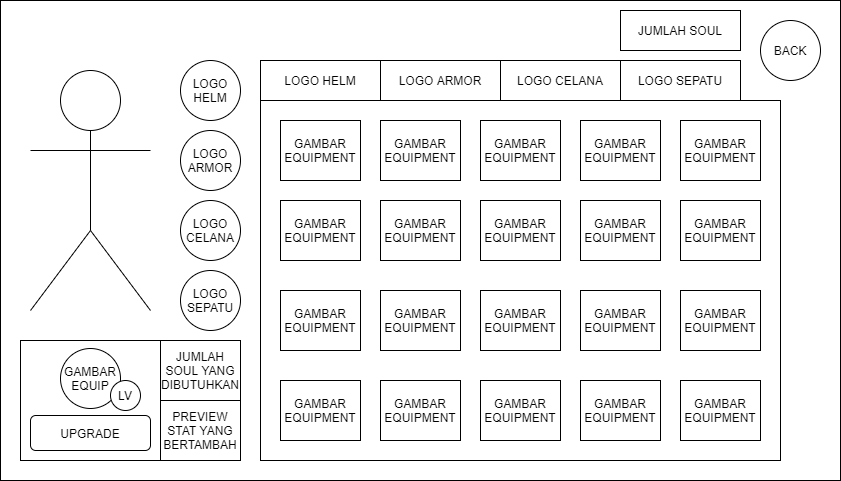 JUMLAH SOUL
BACK
LOGO
HELM
LOGO
ARMOR
LOGO
CELANA
LOGO
SEPATU
LOGO HELM
LOGO ARMOR
LOGO CELANA
LOGO SEPATU
GAMBAR
EQUIPMENT
GAMBAR
EQUIPMENT
GAMBAR
EQUIPMENT
GAMBAR
EQUIPMENT
GAMBAR
EQUIPMENT
GAMBAR
EQUIPMENT
GAMBAR
EQUIPMENT
GAMBAR
EQUIPMENT
GAMBAR
EQUIPMENT
GAMBAR
EQUIPMENT
GAMBAR
EQUIPMENT
GAMBAR
EQUIPMENT
GAMBAR
EQUIPMENT
GAMBAR
EQUIPMENT
GAMBAR
EQUIPMENT
GAMBAR
EQUIPMENT
GAMBAR
EQUIPMENT
GAMBAR
EQUIPMENT
GAMBAR
EQUIPMENT
GAMBAR
EQUIPMENT
GAMBAR
EQUIP
LV
UPGRADE
JUMLAH
SOUL YANG
DIBUTUHKAN
PREVIEW
STAT YANG
BERTAMBAH